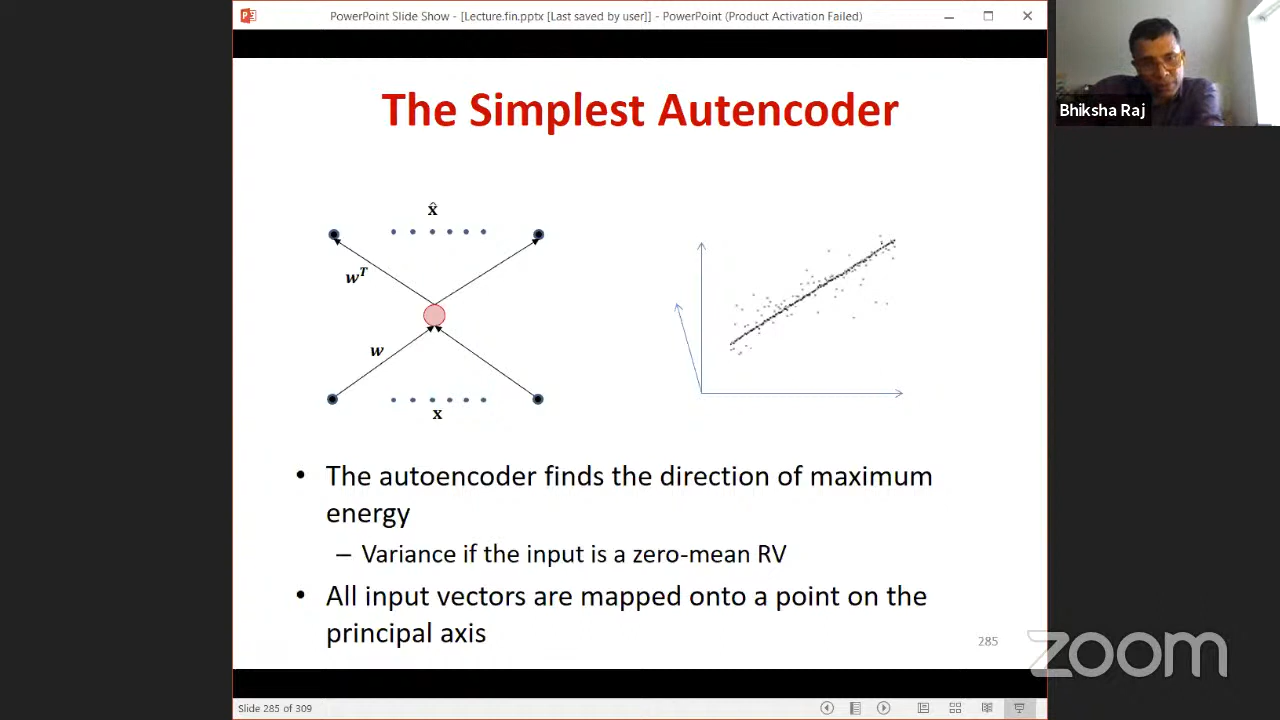 PowerPoint Slide Show - [Lecture.fin.pptx [Last saved by user]] - PowerPoint (Product Activation Failed)
Bhiksha Raj
The Simplest Autencoder
x̂
wᵀ
w
x
• The autoencoder finds the direction of maximum
energy
– Variance if the input is a zero-mean RV
• All input vectors are mapped onto a point on the
principal axis
285
zoom
Slide 285 of 309